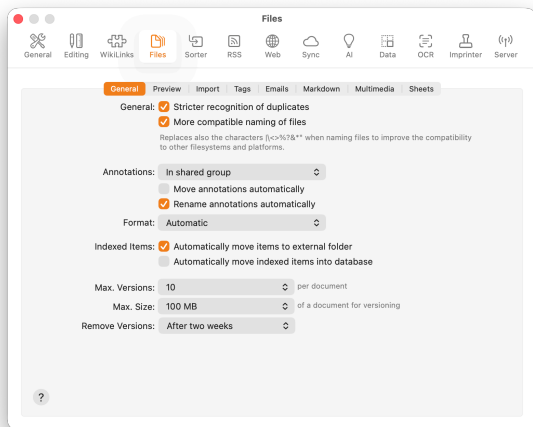 Files
General Editing WikiLinks Files Sorter RSS Web Sync AI Data OCR Imprinter Server
General Preview Import Tags Emails Markdown Multimedia Sheets
General: Stricter recognition of duplicates
More compatible naming of files
Replaces also the characters |\<>%?&*" when naming files to improve the compatibility
to other filesystems and platforms.
Annotations: In shared group
Move annotations automatically
Rename annotations automatically
Format: Automatic
Indexed Items: Automatically move items to external folder
Automatically move indexed items into database
Max. Versions: 10 per document
Max. Size: 100 MB of a document for versioning
Remove Versions: After two weeks
?